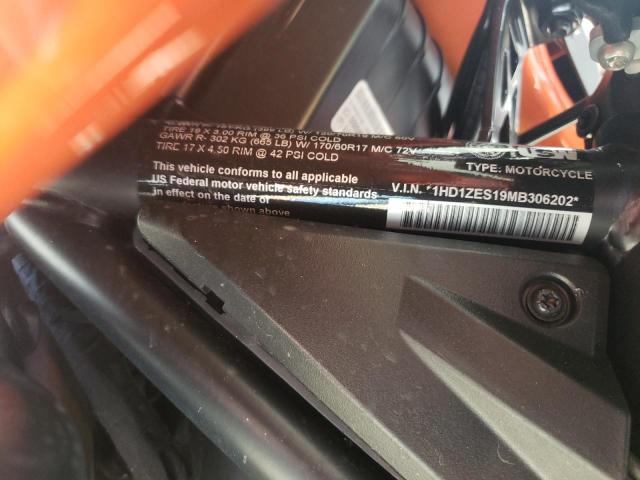 TIRE 19 X 3.00 RIM @ 36 PSI COLD
GAWR R- 302 KG (665 LB) W/ 170/60R17 M/C 72V
TIRE 17 X 4.50 RIM @ 42 PSI COLD
This vehicle conforms to all applicable
US Federal motor vehicle safety standards
in effect on the date of
shown above
TYPE: MOTORCYCLE
V.I.N. *1HD1ZES19MB306202*